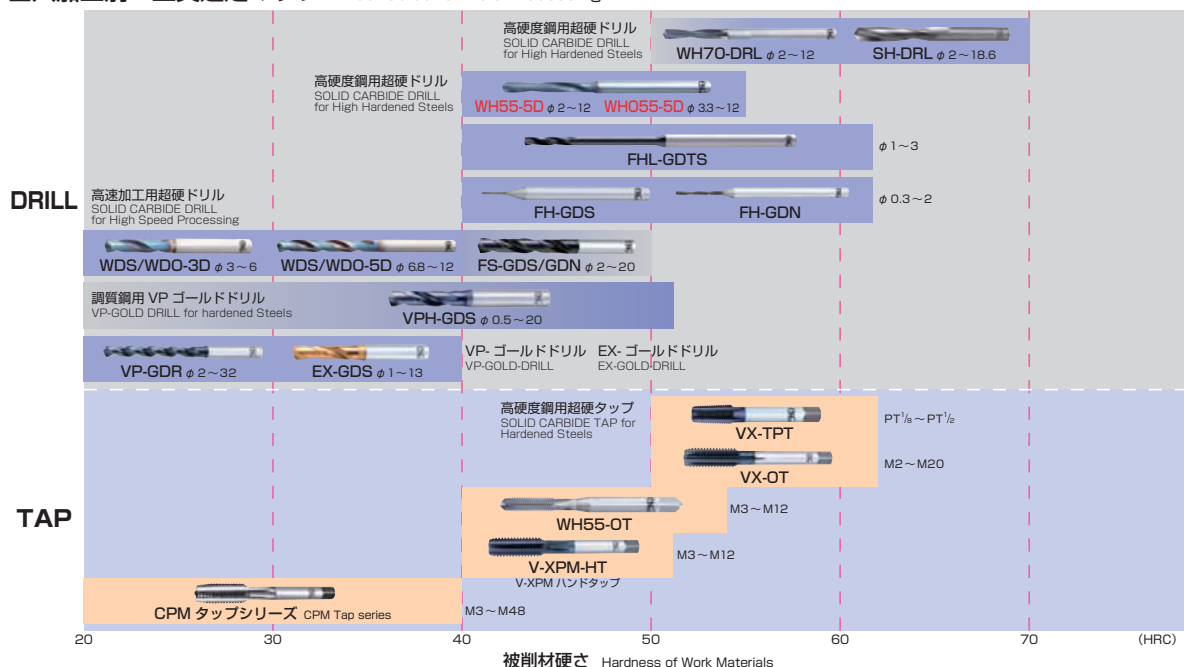 高硬度鋼用超硬ドリル
SOLID CARBIDE DRILL
for High Hardened Steels
WH70-DRL φ2~12
SH-DRL φ2~18.6
高硬度鋼用超硬ドリル
SOLID CARBIDE DRILL
for High Hardened Steels
WH55-5D φ2~12
WHO55-5D φ3.3~12
FHL-GDTS
φ1~3
DRILL
高速加工用超硬ドリル
SOLID CARBIDE DRILL
for High Speed Processing
FH-GDS
FH-GDN
φ0.3~2
WDS/WDO-3D φ3~6
WDS/WDO-5D φ6.8~12
FS-GDS/GDN φ2~20
調質鋼用 VP ゴールドドリル
VP-GOLD DRILL for hardened Steels
VPH-GDS φ0.5~20
VP-GDR φ2~32
EX-GDS φ1~13
VP- ゴールドドリル
VP-GOLD-DRILL
EX- ゴールドドリル
EX-GOLD-DRILL
高硬度鋼用超硬タップ
SOLID CARBIDE TAP for
Hardened Steels
VX-TPT
PT1/8~PT1/2
VX-OT
M2~M20
TAP
WH55-OT
M3~M12
V-XPM-HT
M3~M12
V-XPM ハンドタップ
CPM タップシリーズ CPM Tap series
M3~M48
20
30
40
50
60
70
(HRC)
被削材硬さ Hardness of Work Materials